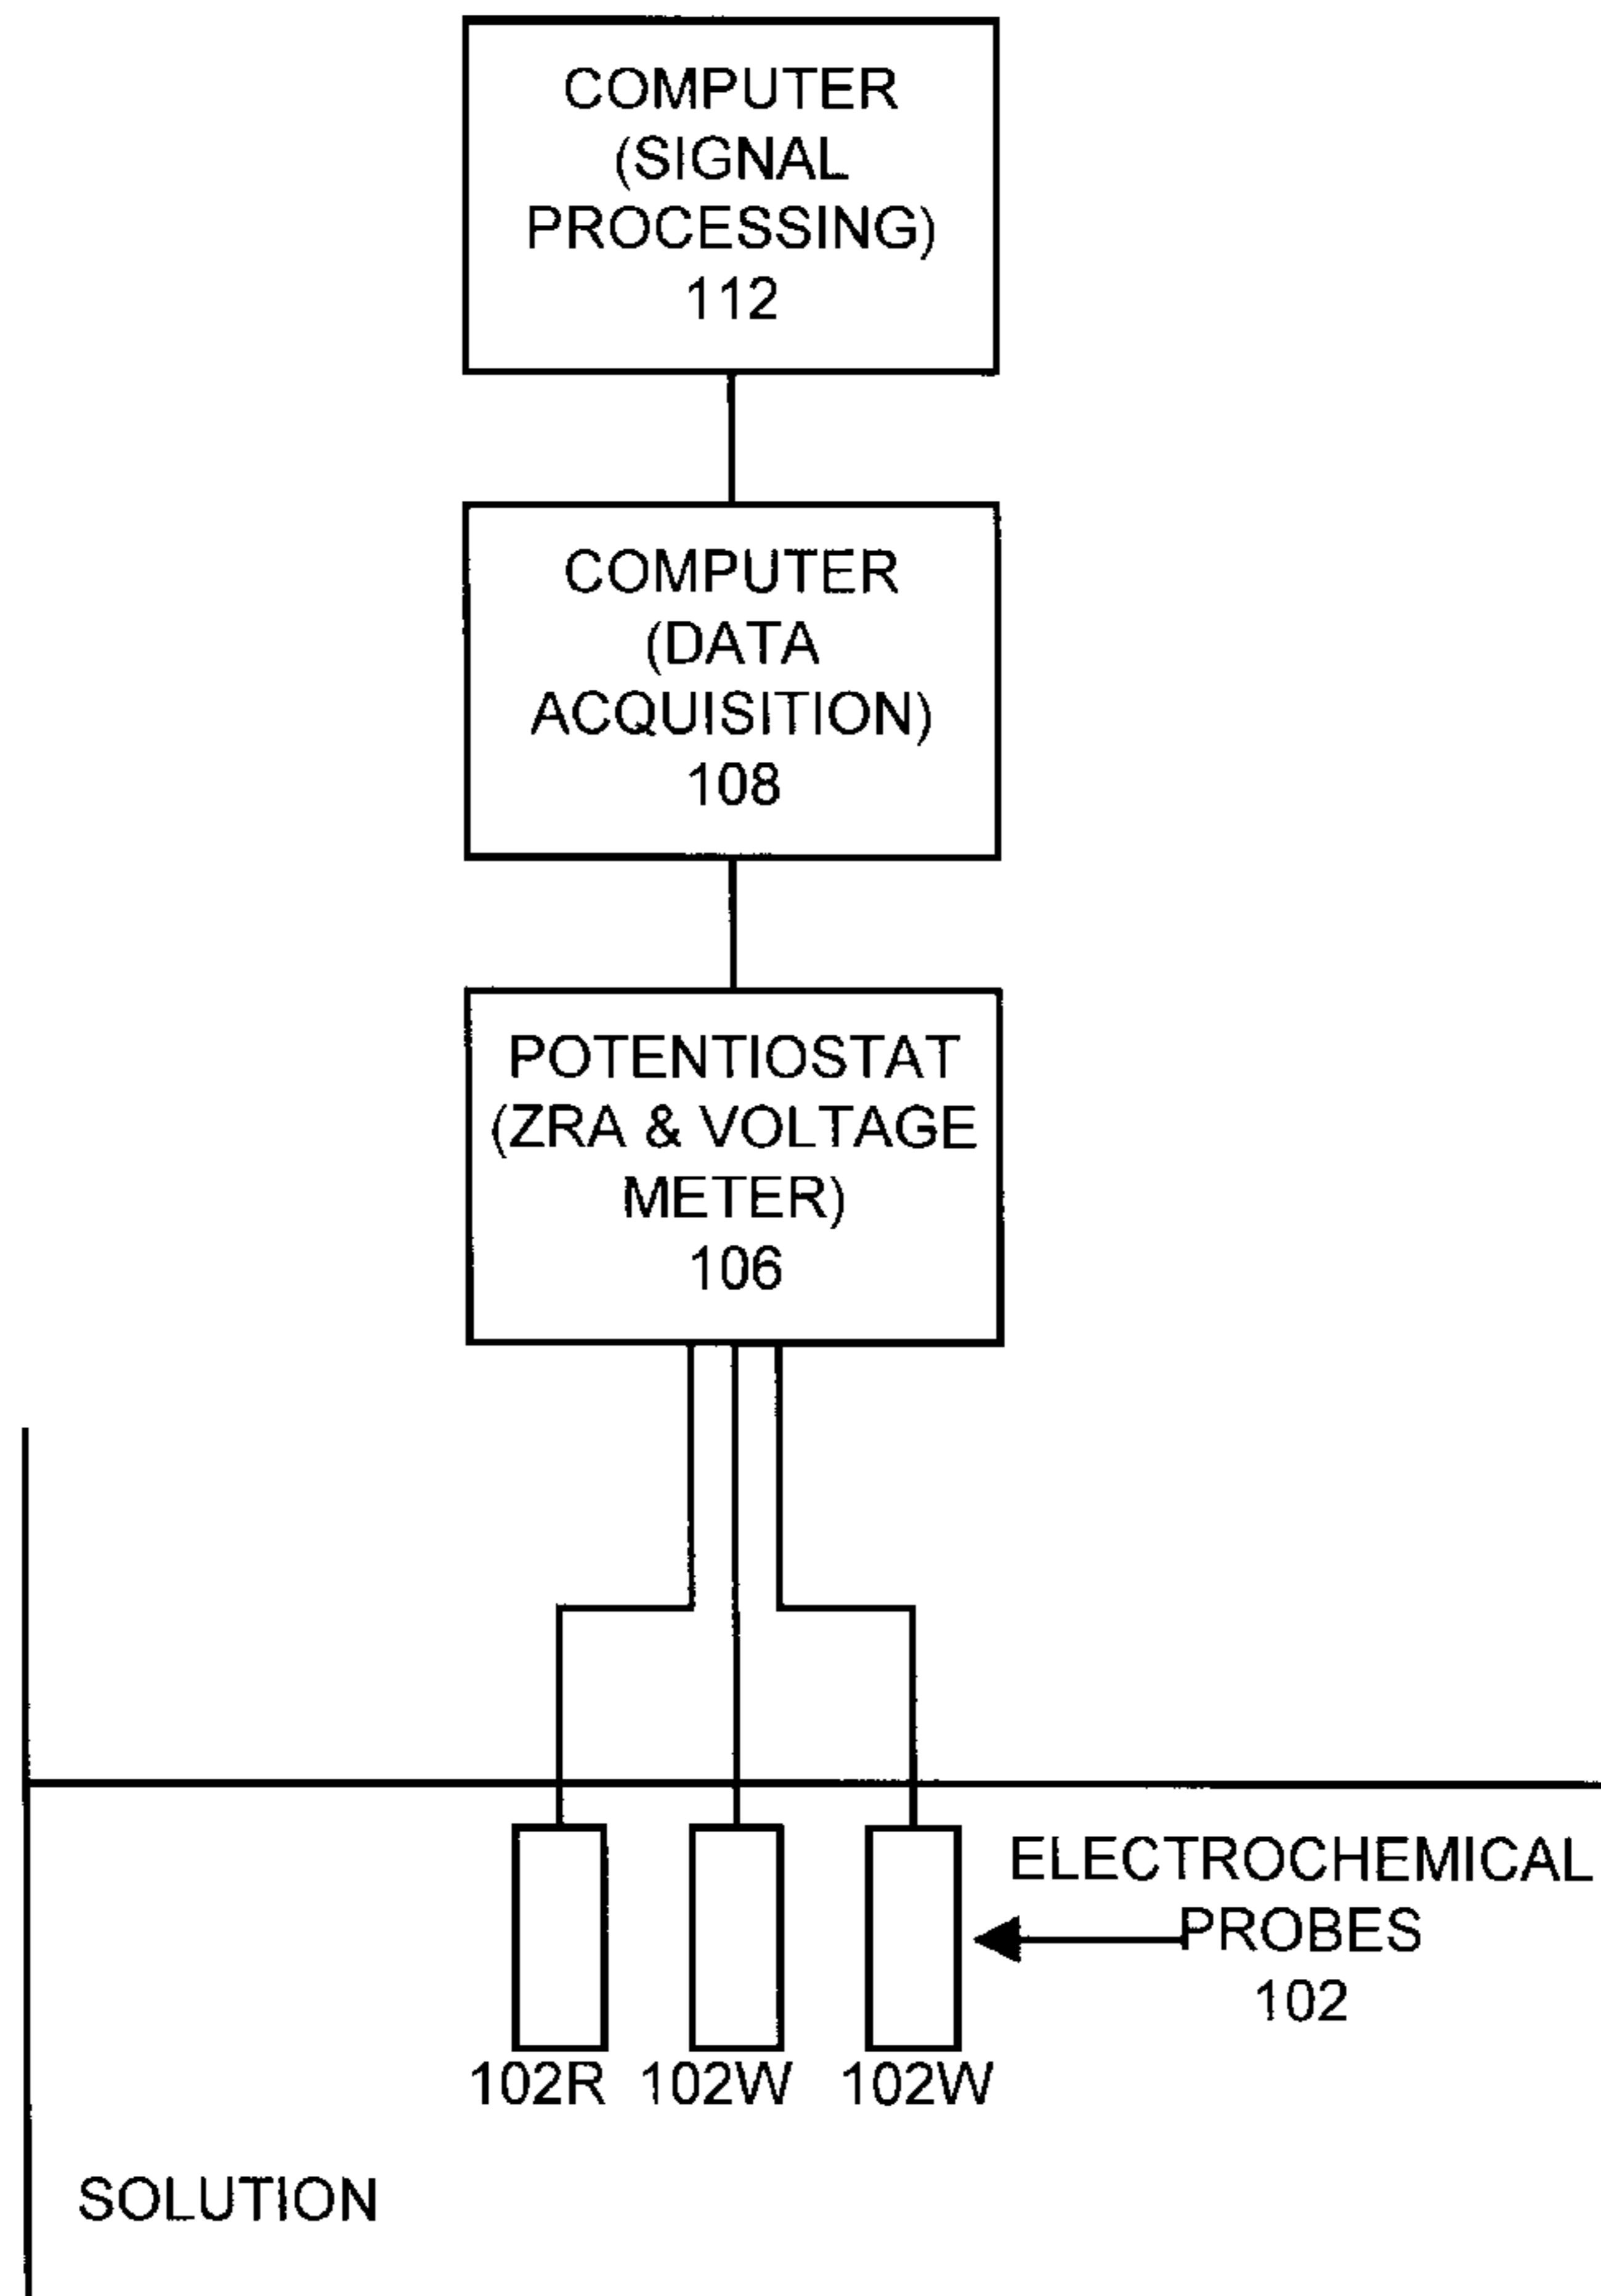 COMPUTER
(SIGNAL
PROCESSING)
112
COMPUTER
(DATA
ACQUISITION)
108
POTENTIOSTAT
(ZRA & VOLTAGE
METER)
106
ELECTROCHEMICAL
PROBES
102
102R 102W 102W
SOLUTION